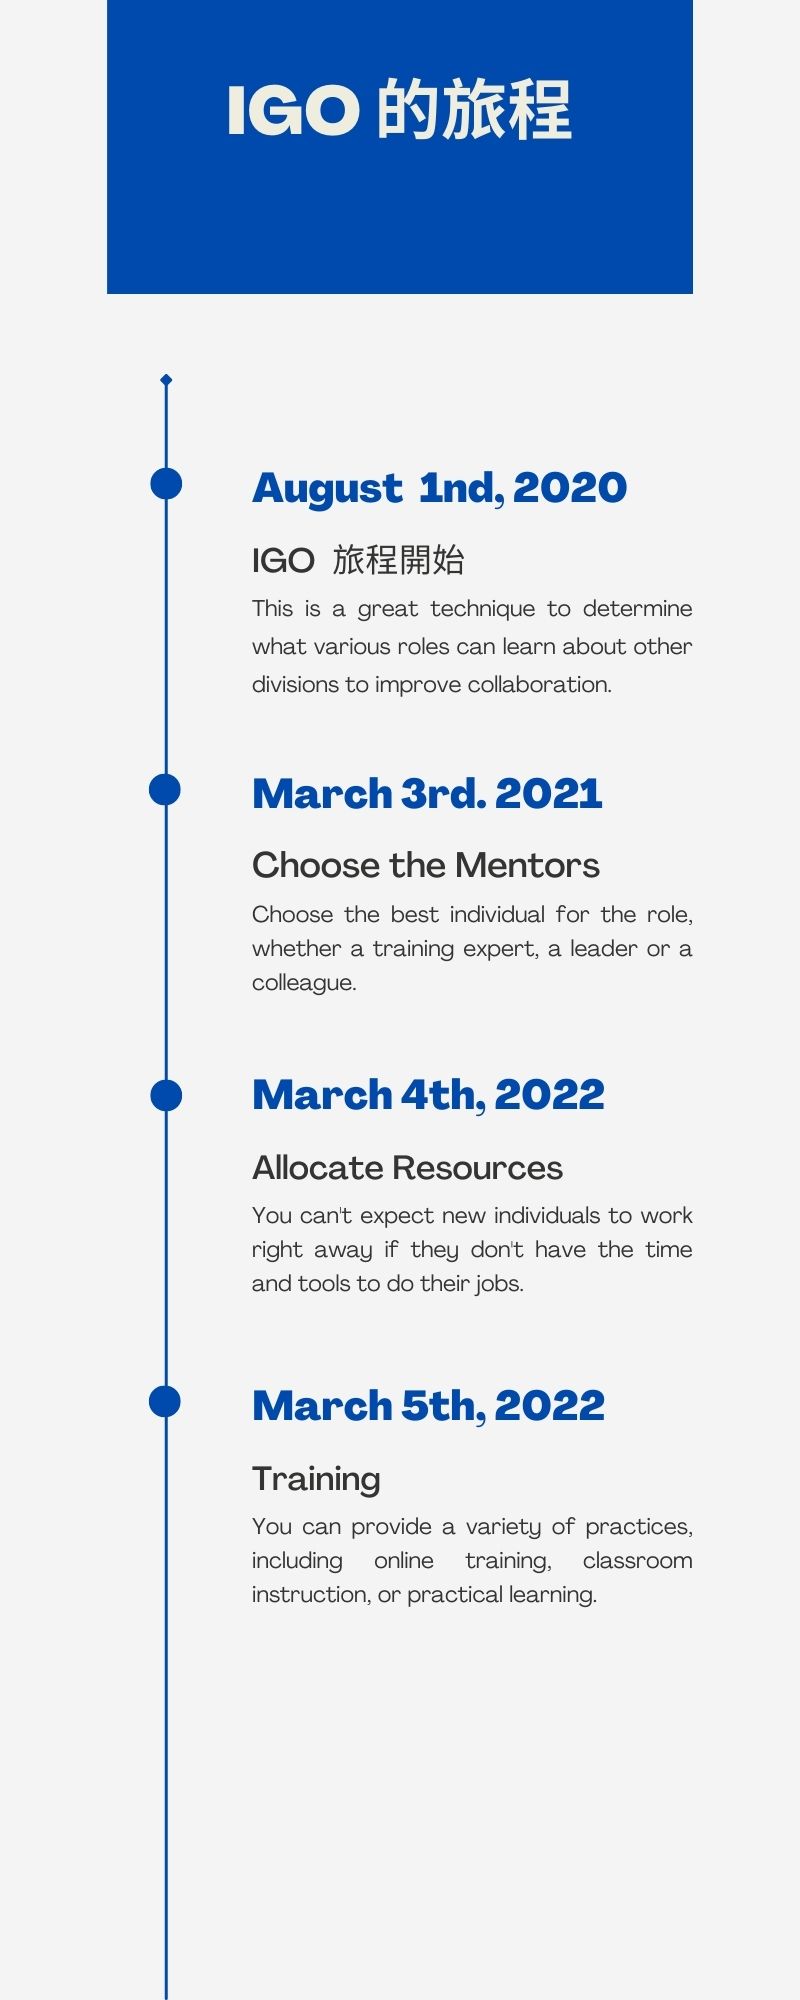 IGO 的旅程
August 1nd, 2020
IGO 旅程開始
This is a great technique to determine
what various roles can learn about other
divisions to improve collaboration.
March 3rd. 2021
Choose the Mentors
Choose the best individual for the role,
whether a training expert, a leader or a
colleague.
March 4th, 2022
Allocate Resources
You can't expect new individuals to work
right away if they don't have the time
and tools to do their jobs.
March 5th, 2022
Training
You can provide a variety of practices,
including online training, classroom
instruction, or practical learning.